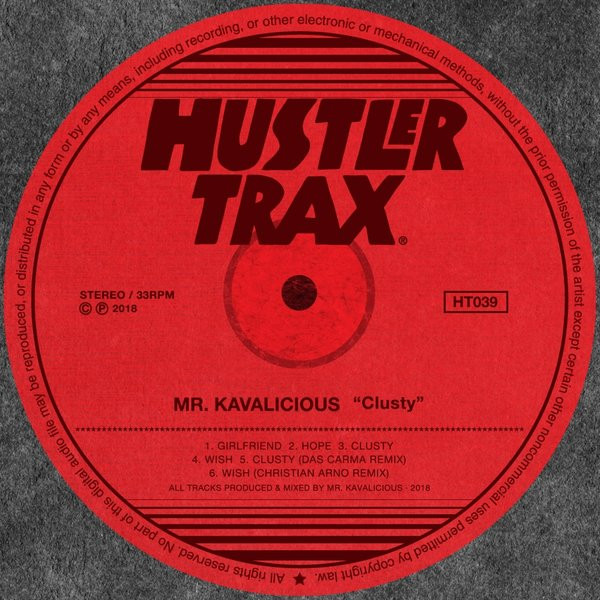 HUSTLER
TRAX®
STEREO / 33RPM
© ℗ 2018
HT039
MR. KAVALICIOUS “Clusty”
1. GIRLFRIEND 2. HOPE 3. CLUSTY
4. WISH 5. CLUSTY (DAS CARMA REMIX)
6. WISH (CHRISTIAN ARNO REMIX)
ALL TRACKS PRODUCED & MIXED BY MR. KAVALICIOUS - 2018
All rights reserved. No part of this digital audio file may be reproduced, or distributed in any form or by any means, including recording, or other electronic or mechanical methods, without the prior permission of the artist except certain other noncommercial uses permitted by copyright law.